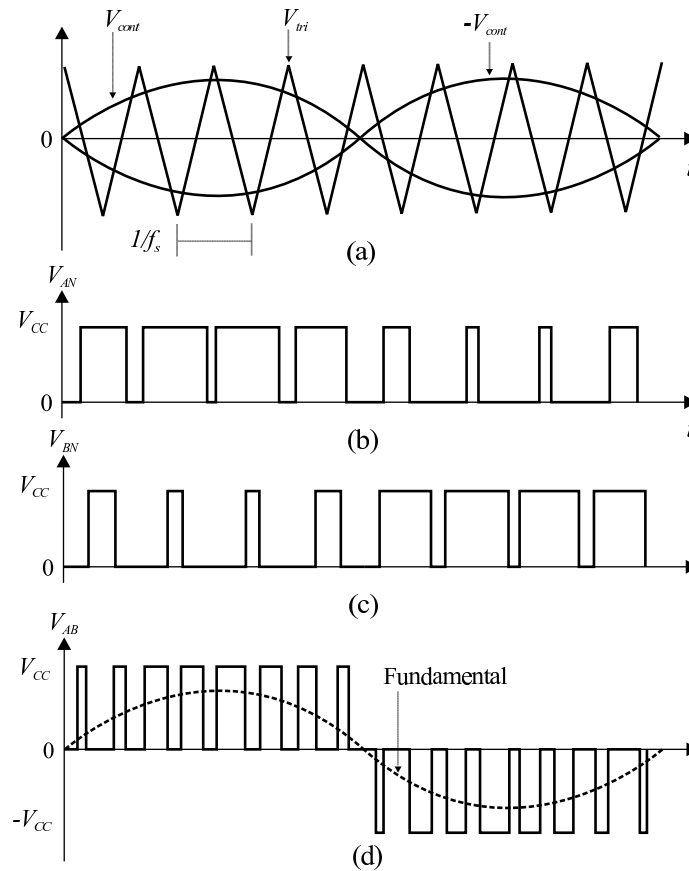 V_cont V_tri -V_cont
0
t
1/f_s
(a)
V_AN
V_CC
0
t
(b)
V_BN
V_CC
0
(c)
V_AB
V_CC
Fundamental
0
-V_CC
(d)